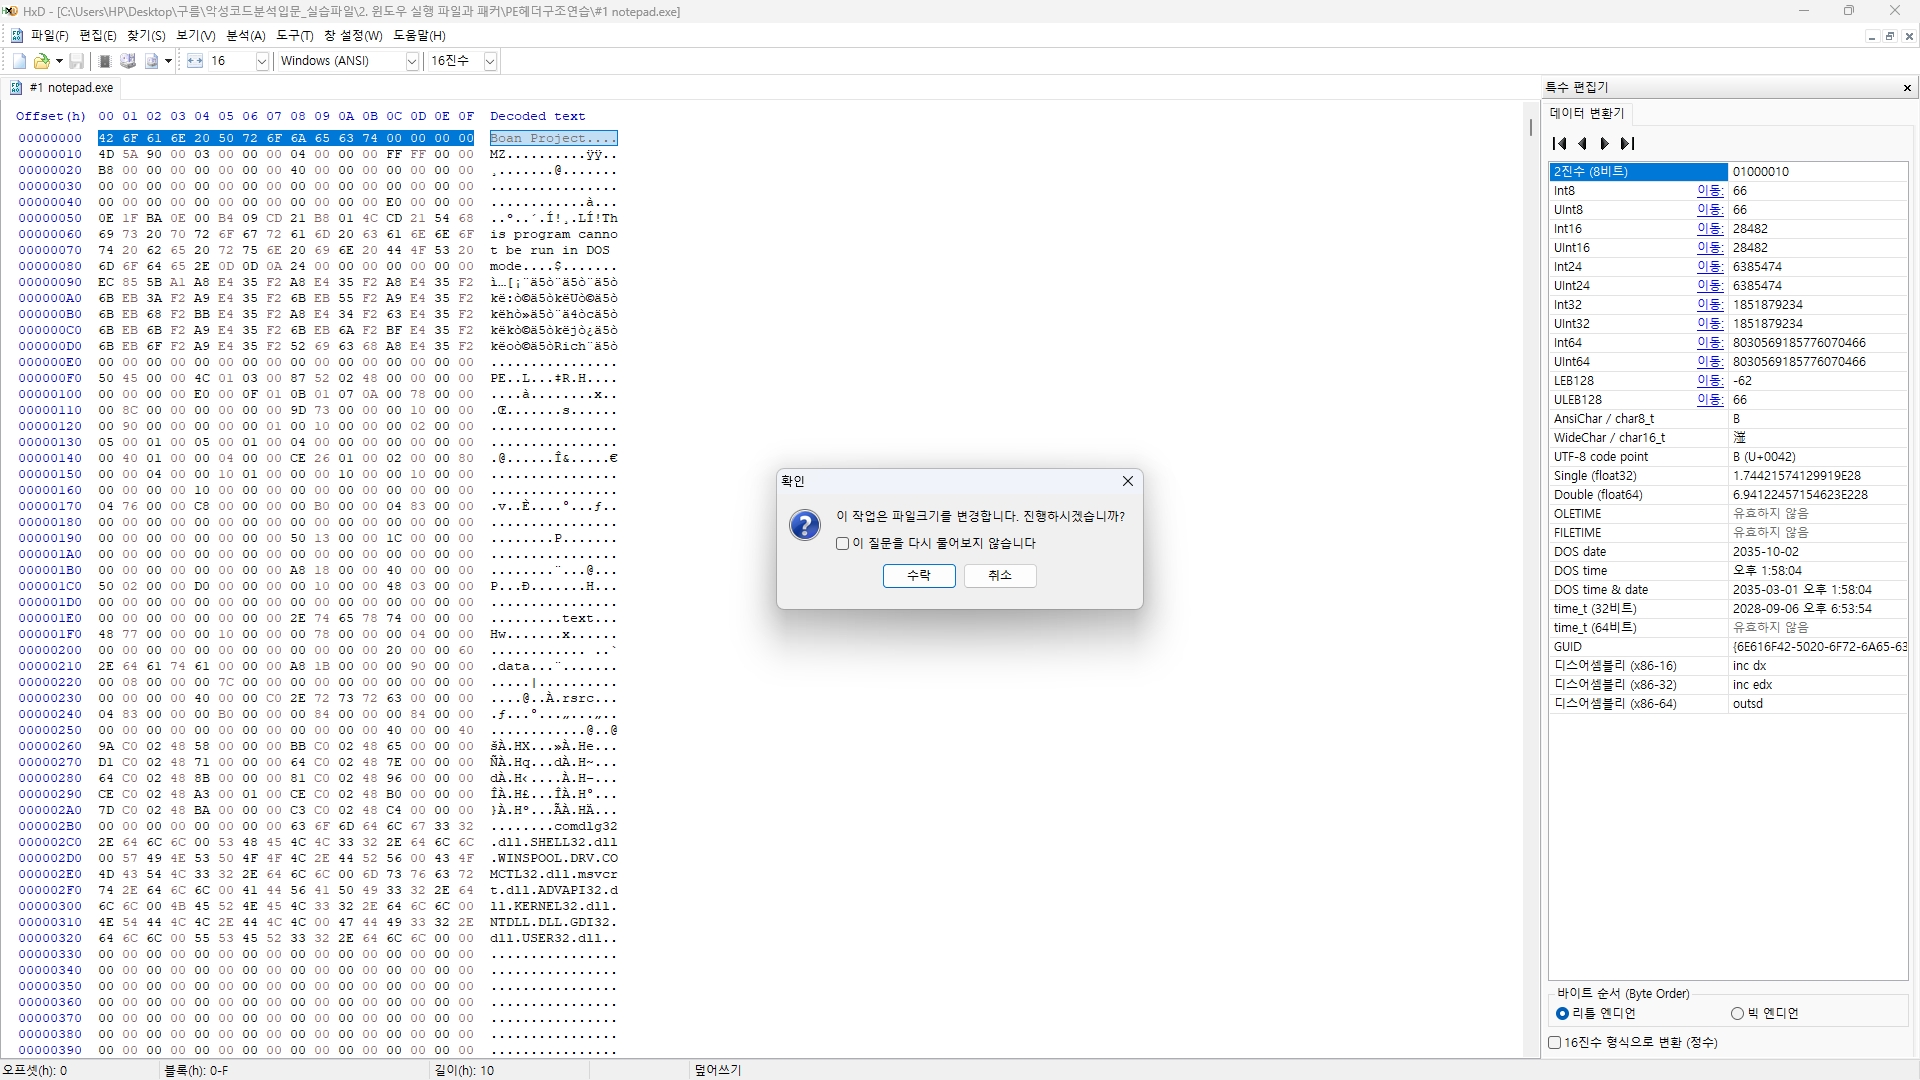 HxD - [C:\Users\HP\Desktop\구름\악성코드분석입문_실습파일\2. 윈도우 실행 파일과 패커\PE헤더구조연습\#1 notepad.exe]
파일(F) 편집(E) 찾기(S) 보기(V) 분석(A) 도구(T) 창 설정(W) 도움말(H)
16 Windows (ANSI) 16진수
#1 notepad.exe
Offset(h) 00 01 02 03 04 05 06 07 08 09 0A 0B 0C 0D 0E 0F Decoded text
00000000 42 6F 61 6E 20 50 72 6F 6A 65 63 74 00 00 00 00 Boan Project....
00000010 4D 5A 90 00 03 00 00 00 04 00 00 00 FF FF 00 00 MZ..........ÿÿ..
00000020 B8 00 00 00 00 00 00 00 40 00 00 00 00 00 00 00 ¸.......@.......
00000030 00 00 00 00 00 00 00 00 00 00 00 00 00 00 00 00 ................
00000040 00 00 00 00 00 00 00 00 00 00 00 00 E0 00 00 00 ............à...
00000050 0E 1F BA 0E 00 B4 09 CD 21 B8 01 4C CD 21 54 68 ..º..´.Í!¸.LÍ!Th
00000060 69 73 20 70 72 6F 67 72 61 6D 20 63 61 6E 6E 6F is program canno
00000070 74 20 62 65 20 72 75 6E 20 69 6E 20 44 4F 53 20 t be run in DOS
00000080 6D 6F 64 65 2E 0D 0D 0A 24 00 00 00 00 00 00 00 mode....$.......
00000090 EC 85 5B A1 A8 E4 35 F2 A8 E4 35 F2 A8 E4 35 F2 ì…[¡¨ä5ò¨ä5ò¨ä5ò
000000A0 6B EB 3A F2 A9 E4 35 F2 6B EB 55 F2 A9 E4 35 F2 kë:ò©ä5òkëUò©ä5ò
000000B0 6B EB 68 F2 BB E4 35 F2 A8 E4 34 F2 63 E4 35 F2 këhò»ä5ò¨ä4òcä5ò
000000C0 6B EB 6B F2 A9 E4 35 F2 6B EB 6A F2 BF E4 35 F2 këkò©ä5òkëjò¿ä5ò
000000D0 6B EB 6F F2 A9 E4 35 F2 52 69 63 68 A8 E4 35 F2 këoò©ä5òRich¨ä5ò
000000E0 00 00 00 00 00 00 00 00 00 00 00 00 00 00 00 00 ................
000000F0 50 45 00 00 4C 01 03 00 87 52 02 48 00 00 00 00 PE..L...‡R.H....
00000100 00 00 00 00 E0 00 0F 01 0B 01 07 0A 00 78 00 00 ....à........x..
00000110 00 8C 00 00 00 00 00 00 9D 73 00 00 00 10 00 00 .Œ.......s......
00000120 00 90 00 00 00 00 00 01 00 10 00 00 00 02 00 00 ................
00000130 05 00 01 00 05 00 01 00 04 00 00 00 00 00 00 00 ................
00000140 00 40 01 00 00 04 00 00 CE 26 01 00 02 00 00 80 .@......Î&.....€
00000150 00 00 04 00 00 10 01 00 00 00 10 00 00 10 00 00 ................
00000160 00 00 00 00 10 00 00 00 00 00 00 00 00 00 00 00 ................
00000170 04 76 00 00 C8 00 00 00 00 B0 00 00 04 83 00 00 .v..È....°...ƒ..
00000180 00 00 00 00 00 00 00 00 00 00 00 00 00 00 00 00 ................
00000190 00 00 00 00 00 00 00 00 50 13 00 00 1C 00 00 00 ........P.......
000001A0 00 00 00 00 00 00 00 00 00 00 00 00 00 00 00 00 ................
000001B0 00 00 00 00 00 00 00 00 A8 18 00 00 40 00 00 00 ........¨...@...
000001C0 50 02 00 00 D0 00 00 00 00 10 00 00 48 03 00 00 P...Ð.......H...
000001D0 00 00 00 00 00 00 00 00 00 00 00 00 00 00 00 00 ................
000001E0 00 00 00 00 00 00 00 00 2E 74 65 78 74 00 00 00 .........text...
000001F0 48 77 00 00 00 10 00 00 00 78 00 00 00 04 00 00 Hw.......x......
00000200 00 00 00 00 00 00 00 00 00 00 00 00 20 00 00 60 ............ ..`
00000210 2E 64 61 74 61 00 00 00 A8 1B 00 00 00 90 00 00 .data...¨.......
00000220 00 08 00 00 00 7C 00 00 00 00 00 00 00 00 00 00 .....|..........
00000230 00 00 00 00 40 00 00 C0 2E 72 73 72 63 00 00 00 ....@..À.rsrc...
00000240 04 83 00 00 00 B0 00 00 00 84 00 00 00 84 00 00 .ƒ...°...„...„..
00000250 00 00 00 00 00 00 00 00 00 00 00 00 40 00 00 40 ............@..@
00000260 9A C0 02 48 58 00 00 00 BB C0 02 48 65 00 00 00 šÀ.HX...»À.He...
00000270 D1 C0 02 48 71 00 00 00 64 C0 02 48 7E 00 00 00 ÑÀ.Hq...dÀ.H~...
00000280 64 C0 02 48 8B 00 00 00 81 C0 02 48 96 00 00 00 dÀ.H‹....À.H–...
00000290 CE C0 02 48 A3 00 01 00 CE C0 02 48 B0 00 00 00 ÎÀ.H£...ÎÀ.H°...
000002A0 7D C0 02 48 BA 00 00 00 C3 C0 02 48 C4 00 00 00 }À.Hº...ÃÀ.HÄ...
000002B0 00 00 00 00 00 00 00 00 63 6F 6D 64 6C 67 33 32 ........comdlg32
000002C0 2E 64 6C 6C 00 53 48 45 4C 4C 33 32 2E 64 6C 6C .dll.SHELL32.dll
000002D0 00 57 49 4E 53 50 4F 4F 4C 2E 44 52 56 00 43 4F .WINSPOOL.DRV.CO
000002E0 4D 43 54 4C 33 32 2E 64 6C 6C 00 6D 73 76 63 72 MCTL32.dll.msvcr
000002F0 74 2E 64 6C 6C 00 41 44 56 41 50 49 33 32 2E 64 t.dll.ADVAPI32.d
00000300 6C 6C 00 4B 45 52 4E 45 4C 33 32 2E 64 6C 6C 00 ll.KERNEL32.dll.
00000310 4E 54 44 4C 4C 2E 44 4C 4C 00 47 44 49 33 32 2E NTDLL.DLL.GDI32.
00000320 64 6C 6C 00 55 53 45 52 33 32 2E 64 6C 6C 00 00 dll.USER32.dll..
00000330 00 00 00 00 00 00 00 00 00 00 00 00 00 00 00 00 ................
00000340 00 00 00 00 00 00 00 00 00 00 00 00 00 00 00 00 ................
00000350 00 00 00 00 00 00 00 00 00 00 00 00 00 00 00 00 ................
00000360 00 00 00 00 00 00 00 00 00 00 00 00 00 00 00 00 ................
00000370 00 00 00 00 00 00 00 00 00 00 00 00 00 00 00 00 ................
00000380 00 00 00 00 00 00 00 00 00 00 00 00 00 00 00 00 ................
00000390 00 00 00 00 00 00 00 00 00 00 00 00 00 00 00 00 ................
확인
이 작업은 파일크기를 변경합니다. 진행하시겠습니까?
이 질문을 다시 물어보지 않습니다
수락 취소
특수 편집기
데이터 변환기
2진수 (8비트) 01000010
Int8 이동: 66
UInt8 이동: 66
Int16 이동: 28482
UInt16 이동: 28482
Int24 이동: 6385474
UInt24 이동: 6385474
Int32 이동: 1851879234
UInt32 이동: 1851879234
Int64 이동: 8030569185776070466
UInt64 이동: 8030569185776070466
LEB128 이동: -62
ULEB128 이동: 66
AnsiChar / char8_t B
WideChar / char16_t
UTF-8 code point B (U+0042)
Single (float32) 1.74421574129919E28
Double (float64) 6.94122457154623E228
OLETIME 유효하지 않음
FILETIME 유효하지 않음
DOS date 2035-10-02
DOS time 오후 1:58:04
DOS time & date 2035-03-01 오후 1:58:04
time_t (32비트) 2028-09-06 오후 6:53:54
time_t (64비트) 유효하지 않음
GUID {6E616F42-5020-6F72-6A65-63
디스어셈블리 (x86-16) inc dx
디스어셈블리 (x86-32) inc edx
디스어셈블리 (x86-64) outsd
바이트 순서 (Byte Order)
리틀 엔디언 빅 엔디언
16진수 형식으로 변환 (정수)
오프셋(h): 0 블록(h): 0-F 길이(h): 10 덮어쓰기